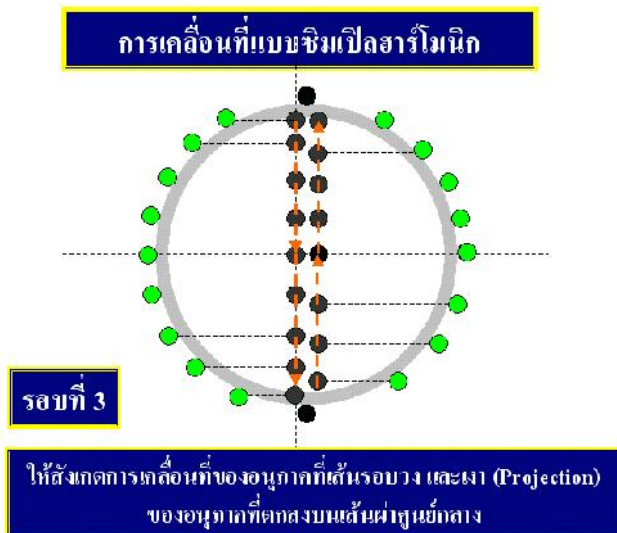 การเคลื่อนที่แบบซิมเปิลฮาร์โมนิก
รอบที่ 3
ให้สังเกตการเคลื่อนที่ของอนุภาคที่เส้นรอบวง และเงา (Projection)
ของอนุภาคที่ตกลงบนเส้นผ่าศูนย์กลาง